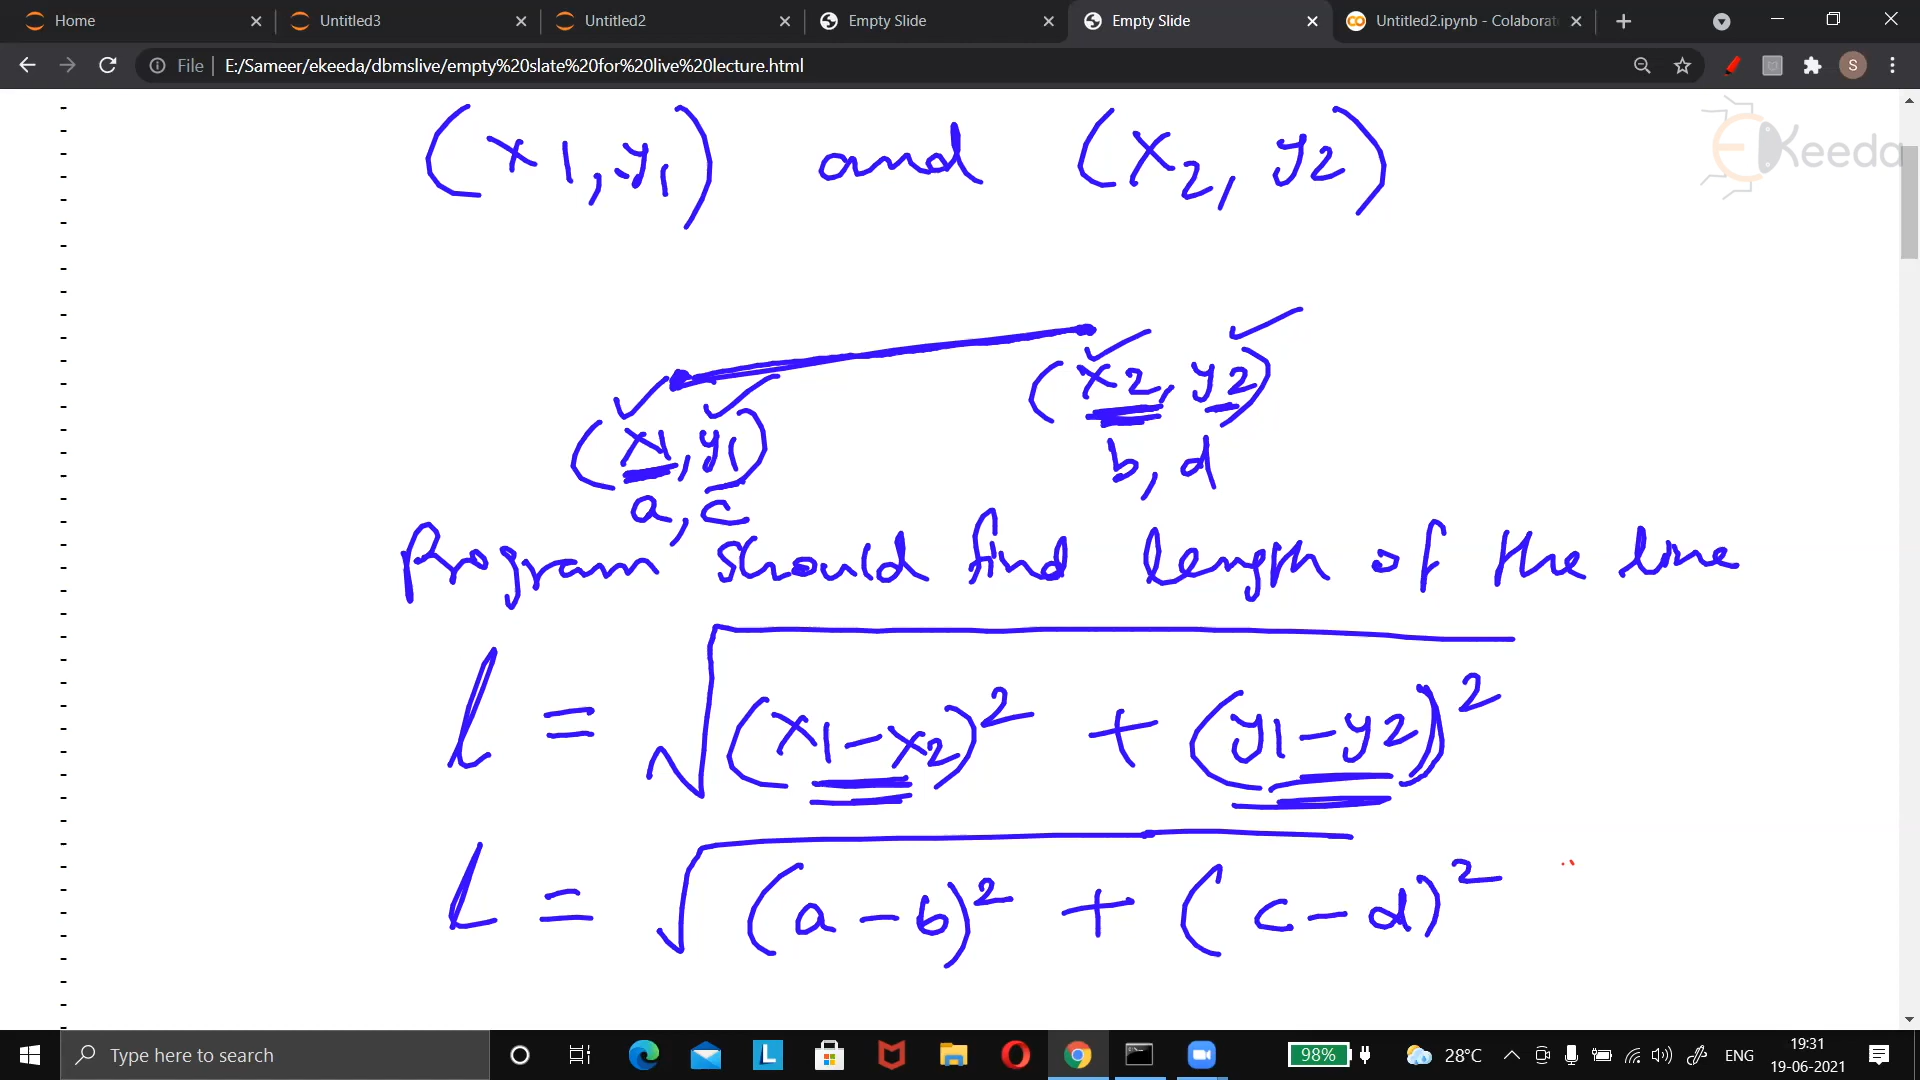 Home Untitled3 Untitled2 Empty Slide Empty Slide Untitled2.ipynb - Colaborat
File E:/Sameer/ekeeda/dbmslive/empty%20slate%20for%20live%20lecture.html S
EKeeda
(x1, y1) and (x2, y2)
(x2, y2)
(x1, y1)
b, d
a, c
Program should find length of the line
l = √(x1-x2)² + (y1-y2)²
l = √(a-b)² + (c-d)²
Type here to search L 98% 28°C ENG 19:31
19-06-2021